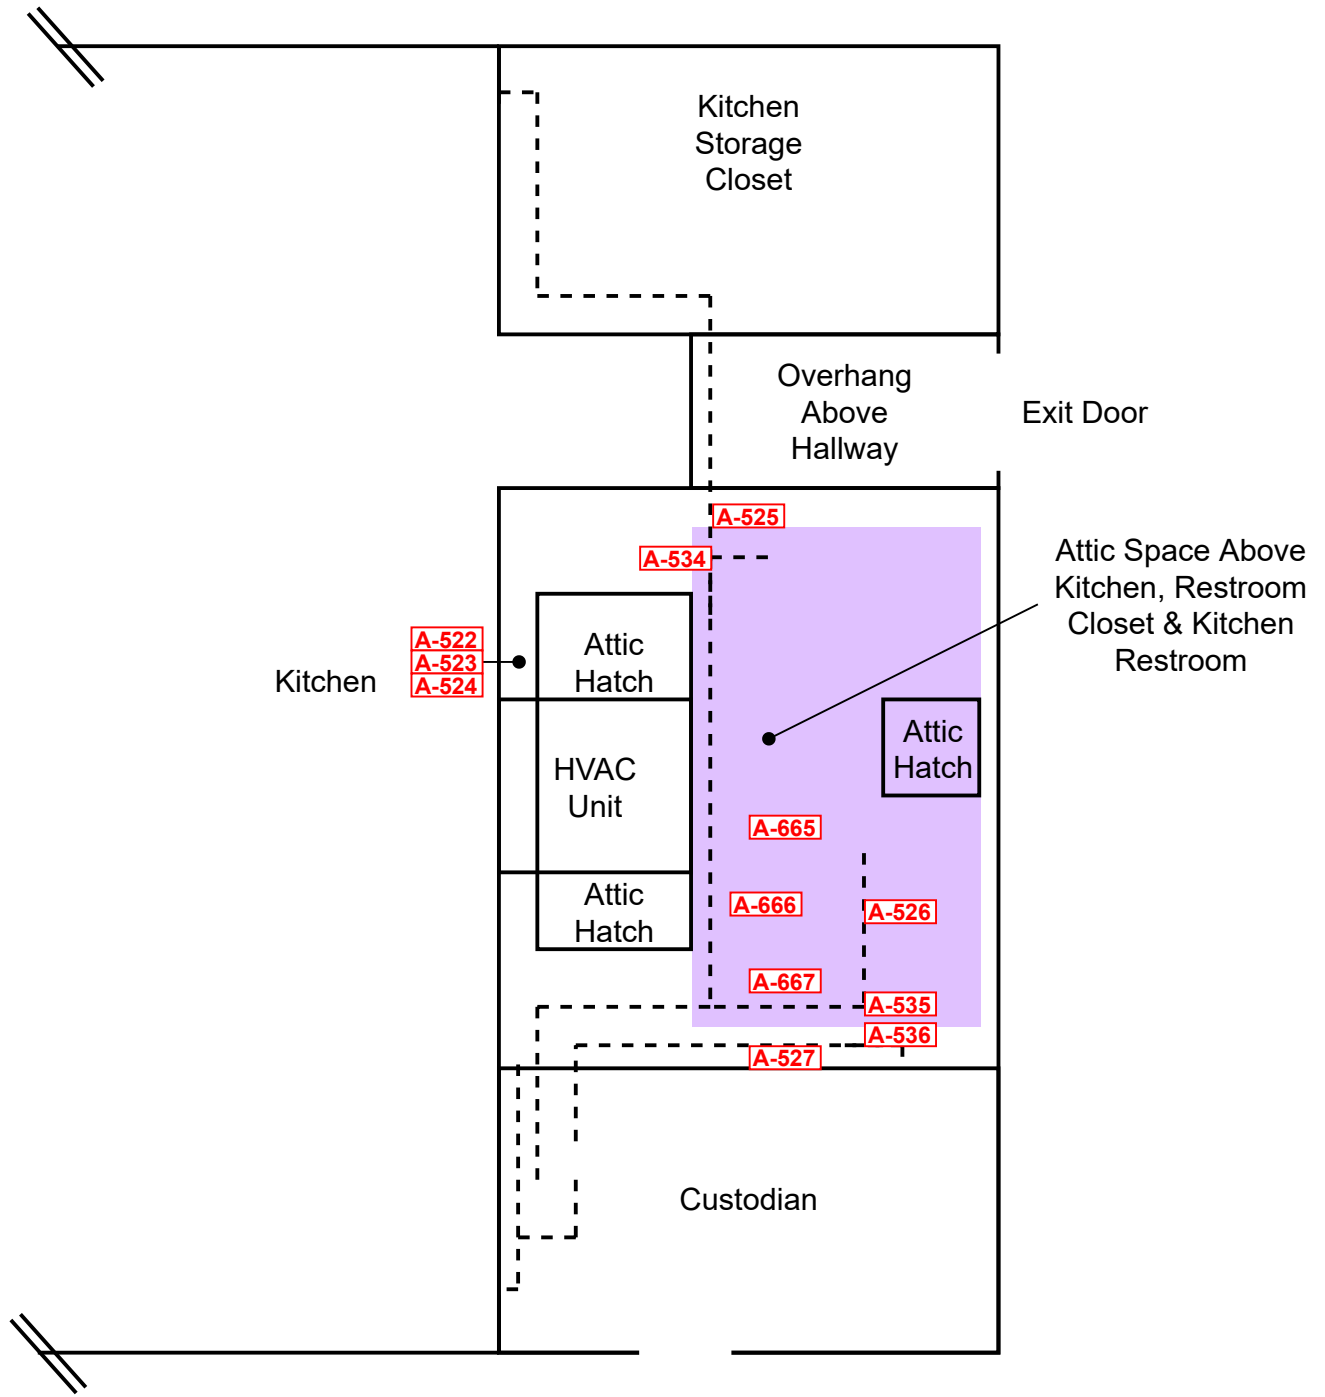 Kitchen
Storage
Closet
Overhang
Above
Hallway
Exit Door
A-525
A-534
Attic Space Above
Kitchen, Restroom
Closet & Kitchen
Restroom
A-522
A-523
A-524
Kitchen
Attic
Hatch
Attic
Hatch
HVAC
Unit
A-665
Attic
Hatch
A-666
A-526
A-667
A-535
A-536
A-527
Custodian